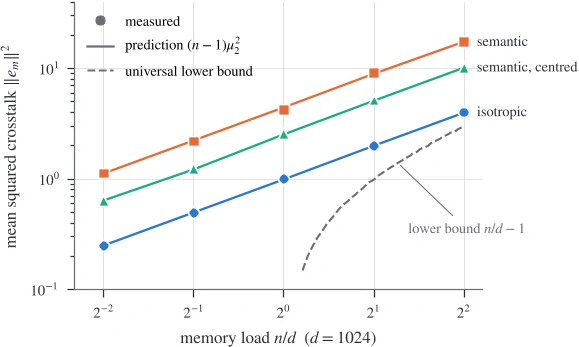 measured
prediction (n − 1)μ₂²
universal lower bound
semantic
semantic, centred
isotropic
lower bound n/d − 1
mean squared crosstalk ‖eₘ‖²
10¹
10⁰
10⁻¹
2⁻² 2⁻¹ 2⁰ 2¹ 2²
memory load n/d (d = 1024)